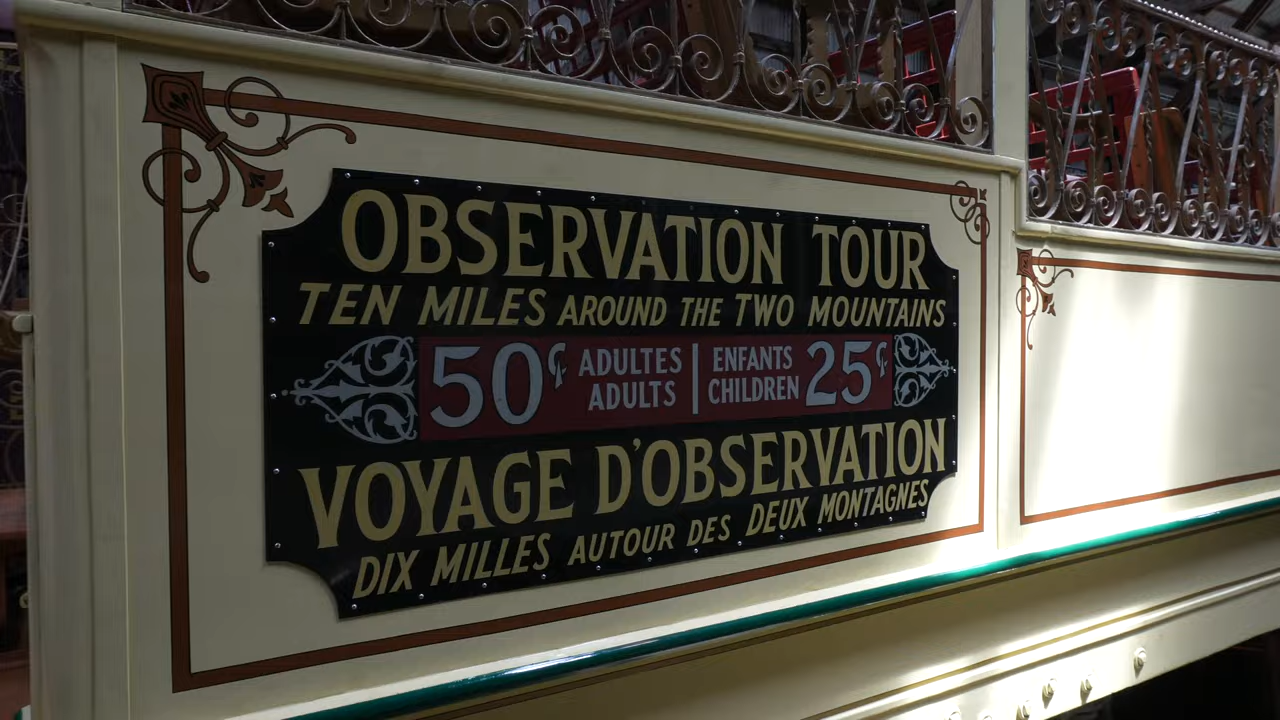 OBSERVATION TOUR
TEN MILES AROUND THE TWO MOUNTAINS
50¢ ADULTES ADULTS | ENFANTS CHILDREN 25¢
VOYAGE D'OBSERVATION
DIX MILLES AUTOUR DES DEUX MONTAGNES